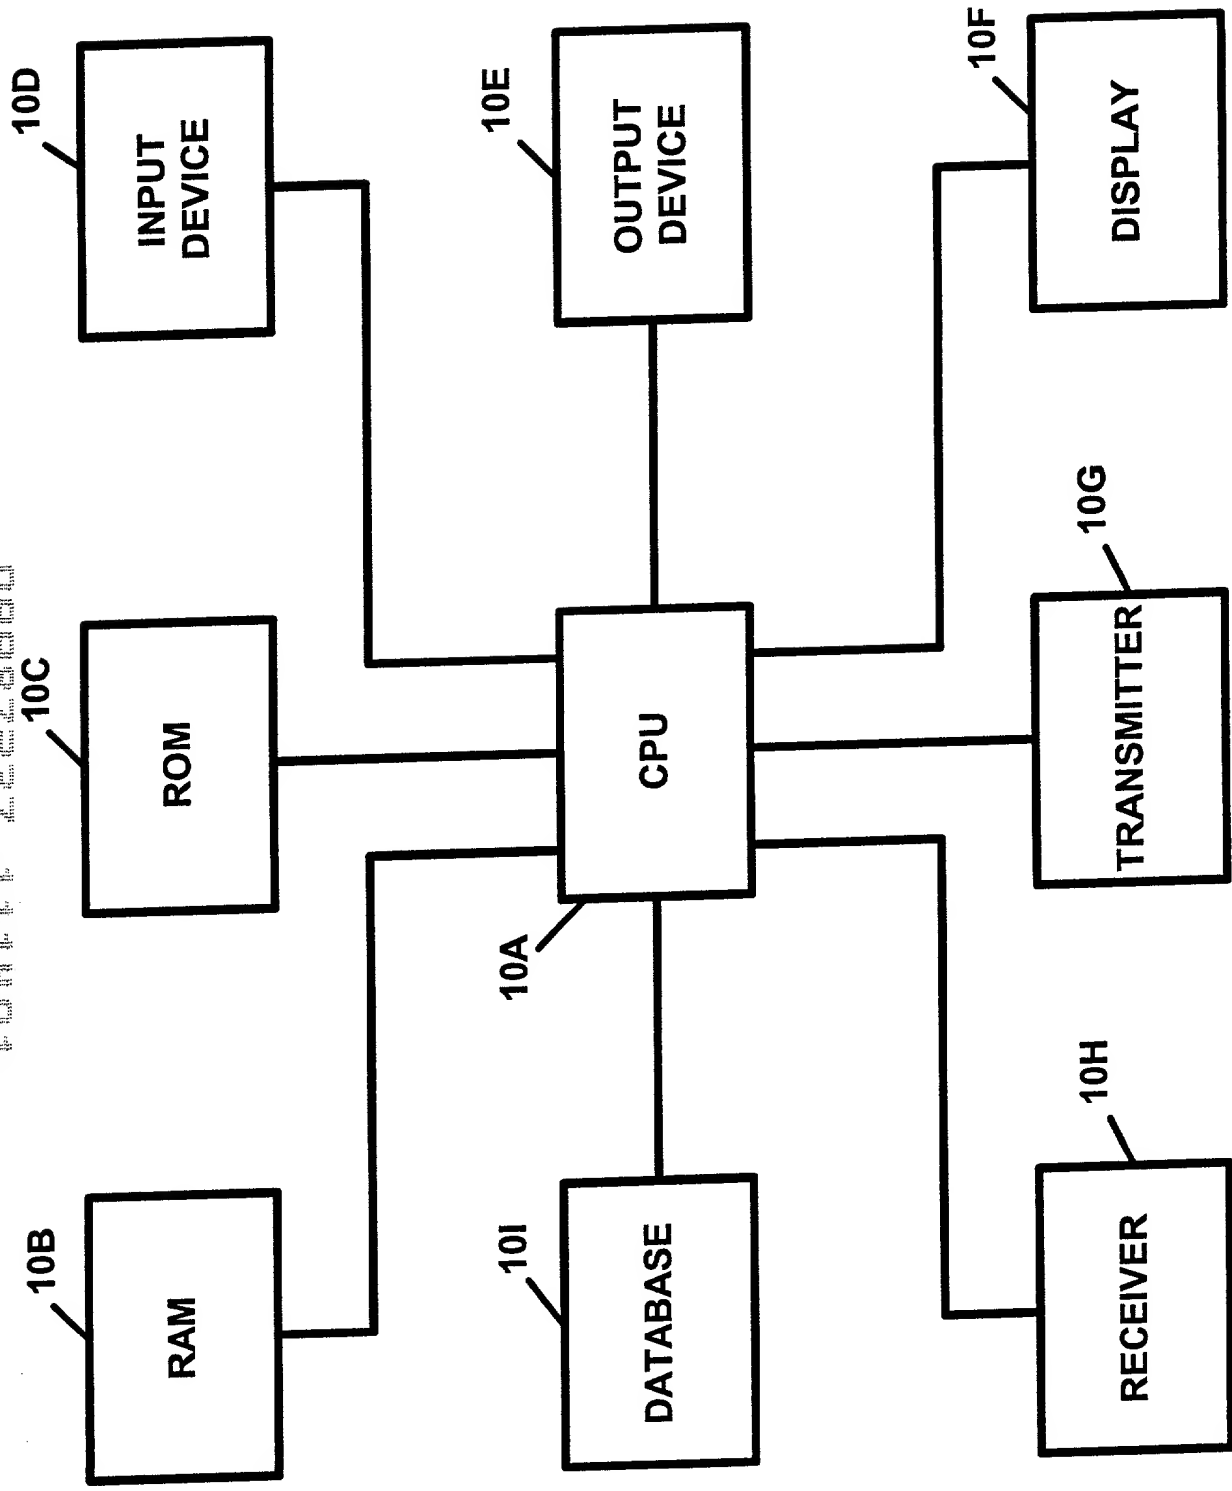 10B
RAM
10C
ROM
10D
INPUT
DEVICE
10I
DATABASE
10A
CPU
10E
OUTPUT
DEVICE
10H
RECEIVER
10G
TRANSMITTER
10F
DISPLAY